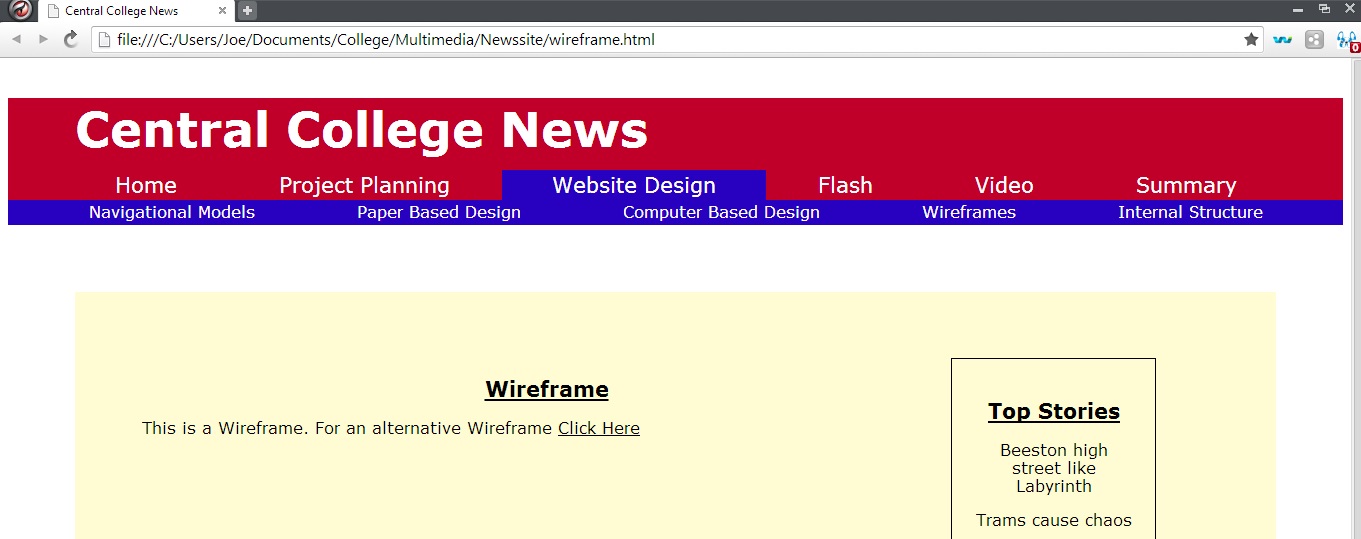 Central College News
file:///C:/Users/Joe/Documents/College/Multimedia/Newssite/wireframe.html
0
Central College News
Home Project Planning Website Design Flash Video Summary
Navigational Models Paper Based Design Computer Based Design Wireframes Internal Structure
Wireframe
This is a Wireframe. For an alternative Wireframe Click Here
Top Stories
Beeston high
street like
Labyrinth
Trams cause chaos